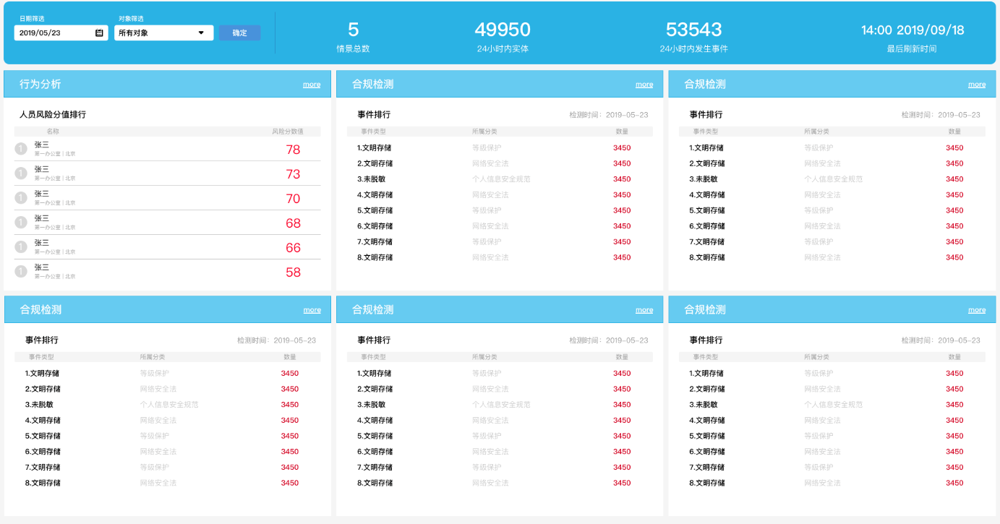 日期筛选 对象筛选
2019/05/23 所有对象 确定
5 49950 53543 14:00 2019/09/18
情景总数 24小时内实体 24小时内发生事件 最后刷新时间
行为分析 more
人员风险分值排行
名称 风险分数值
1 张三 78
第一办公室 | 北京
1 张三 73
第一办公室 | 北京
1 张三 70
第一办公室 | 北京
1 张三 68
第一办公室 | 北京
1 张三 66
第一办公室 | 北京
1 张三 58
第一办公室 | 北京
合规检测 more
事件排行 检测时间：2019-05-23
事件类型 所属分类 数量
1.文明存储 等级保护 3450
2.文明存储 网络安全法 3450
3.未脱敏 个人信息安全规范 3450
4.文明存储 网络安全法 3450
5.文明存储 等级保护 3450
6.文明存储 网络安全法 3450
7.文明存储 等级保护 3450
8.文明存储 网络安全法 3450
合规检测 more
事件排行 检测时间：2019-05-23
事件类型 所属分类 数量
1.文明存储 等级保护 3450
2.文明存储 网络安全法 3450
3.未脱敏 个人信息安全规范 3450
4.文明存储 网络安全法 3450
5.文明存储 等级保护 3450
6.文明存储 网络安全法 3450
7.文明存储 等级保护 3450
8.文明存储 网络安全法 3450
合规检测 more
事件排行 检测时间：2019-05-23
事件类型 所属分类 数量
1.文明存储 等级保护 3450
2.文明存储 网络安全法 3450
3.未脱敏 个人信息安全规范 3450
4.文明存储 网络安全法 3450
5.文明存储 等级保护 3450
6.文明存储 网络安全法 3450
7.文明存储 等级保护 3450
8.文明存储 网络安全法 3450
合规检测 more
事件排行 检测时间：2019-05-23
事件类型 所属分类 数量
1.文明存储 等级保护 3450
2.文明存储 网络安全法 3450
3.未脱敏 个人信息安全规范 3450
4.文明存储 网络安全法 3450
5.文明存储 等级保护 3450
6.文明存储 网络安全法 3450
7.文明存储 等级保护 3450
8.文明存储 网络安全法 3450
合规检测 more
事件排行 检测时间：2019-05-23
事件类型 所属分类 数量
1.文明存储 等级保护 3450
2.文明存储 网络安全法 3450
3.未脱敏 个人信息安全规范 3450
4.文明存储 网络安全法 3450
5.文明存储 等级保护 3450
6.文明存储 网络安全法 3450
7.文明存储 等级保护 3450
8.文明存储 网络安全法 3450